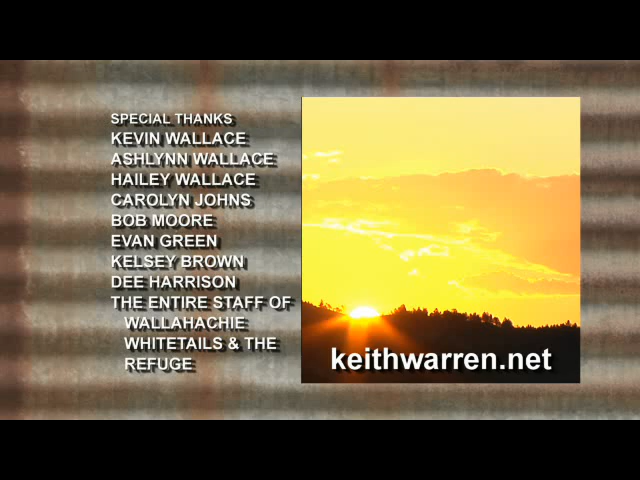 SPECIAL THANKS
KEVIN WALLACE
ASHLYNN WALLACE
HAILEY WALLACE
CAROLYN JOHNS
BOB MOORE
EVAN GREEN
KELSEY BROWN
DEE HARRISON
THE ENTIRE STAFF OF
WALLAHACHIE
WHITETAILS & THE
REFUGE
keithwarren.net